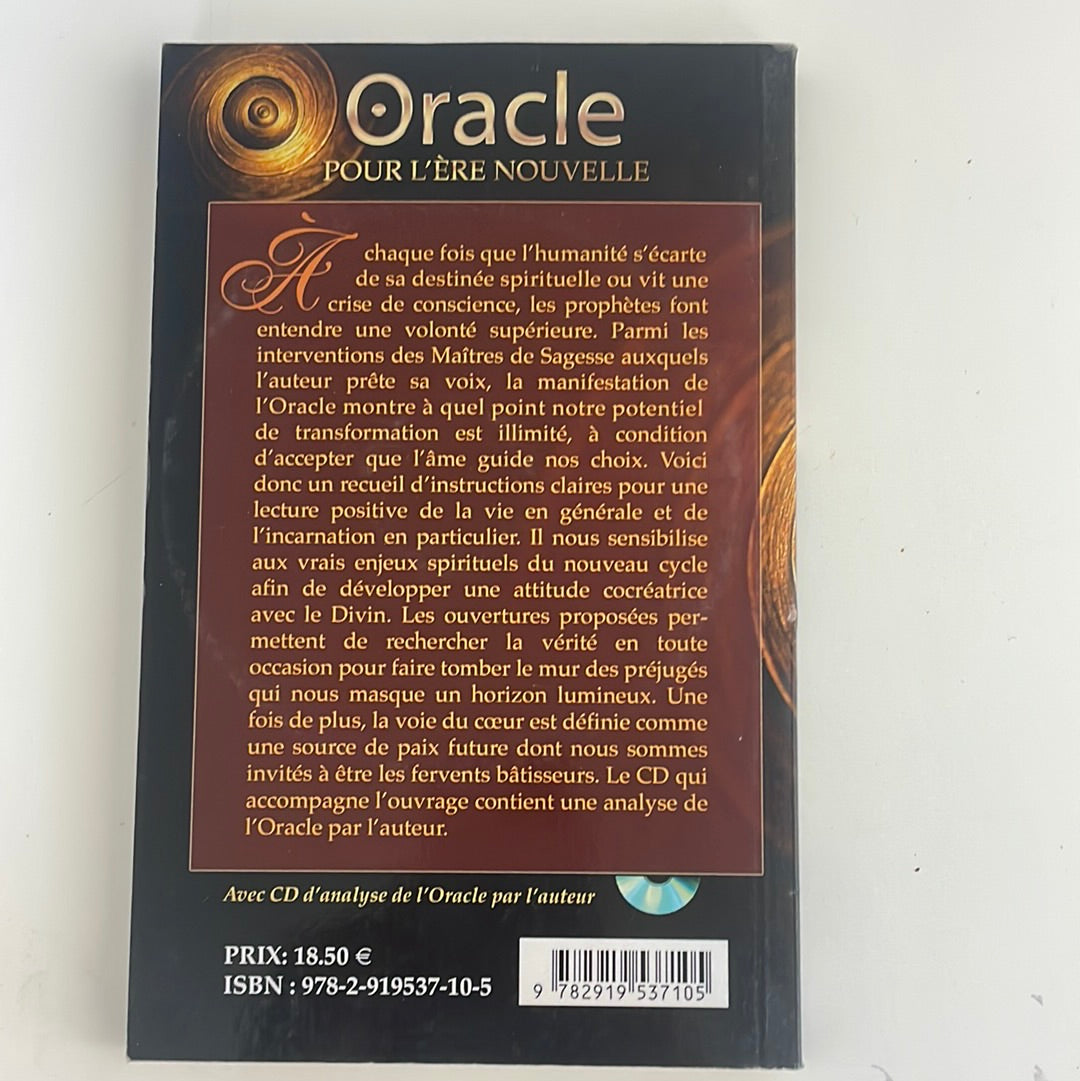 Oracle
POUR L'ÈRE NOUVELLE
À chaque fois que l'humanité s'écarte
de sa destinée spirituelle ou vit une
crise de conscience, les prophètes font
entendre une volonté supérieure. Parmi les
interventions des Maîtres de Sagesse auxquels
l'auteur prête sa voix, la manifestation de
l'Oracle montre à quel point notre potentiel
de transformation est illimité, à condition
d'accepter que l'âme guide nos choix. Voici
donc un recueil d'instructions claires pour une
lecture positive de la vie en générale et de
l'incarnation en particulier. Il nous sensibilise
aux vrais enjeux spirituels du nouveau cycle
afin de développer une attitude cocréatrice
avec le Divin. Les ouvertures proposées per-
mettent de rechercher la vérité en toute
occasion pour faire tomber le mur des préjugés
qui nous masque un horizon lumineux. Une
fois de plus, la voie du cœur est définie comme
une source de paix future dont nous sommes
invités à être les fervents bâtisseurs. Le CD qui
accompagne l'ouvrage contient une analyse de
l'Oracle par l'auteur.
Avec CD d'analyse de l'Oracle par l'auteur
PRIX: 18.50 €
ISBN : 978-2-919537-10-5
9 782919 537105